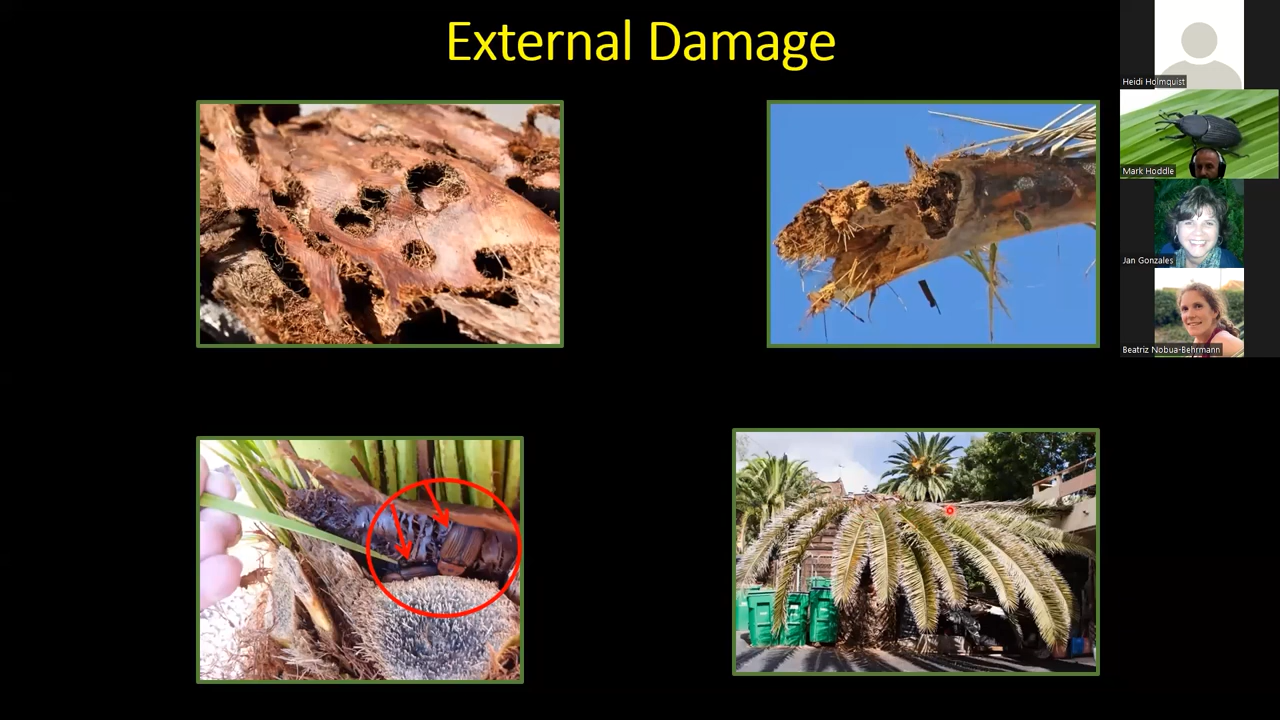 External Damage
Heidi Holmquist
Mark Hoddle
Jan Gonzales
Beatriz Nobua-Behrmann